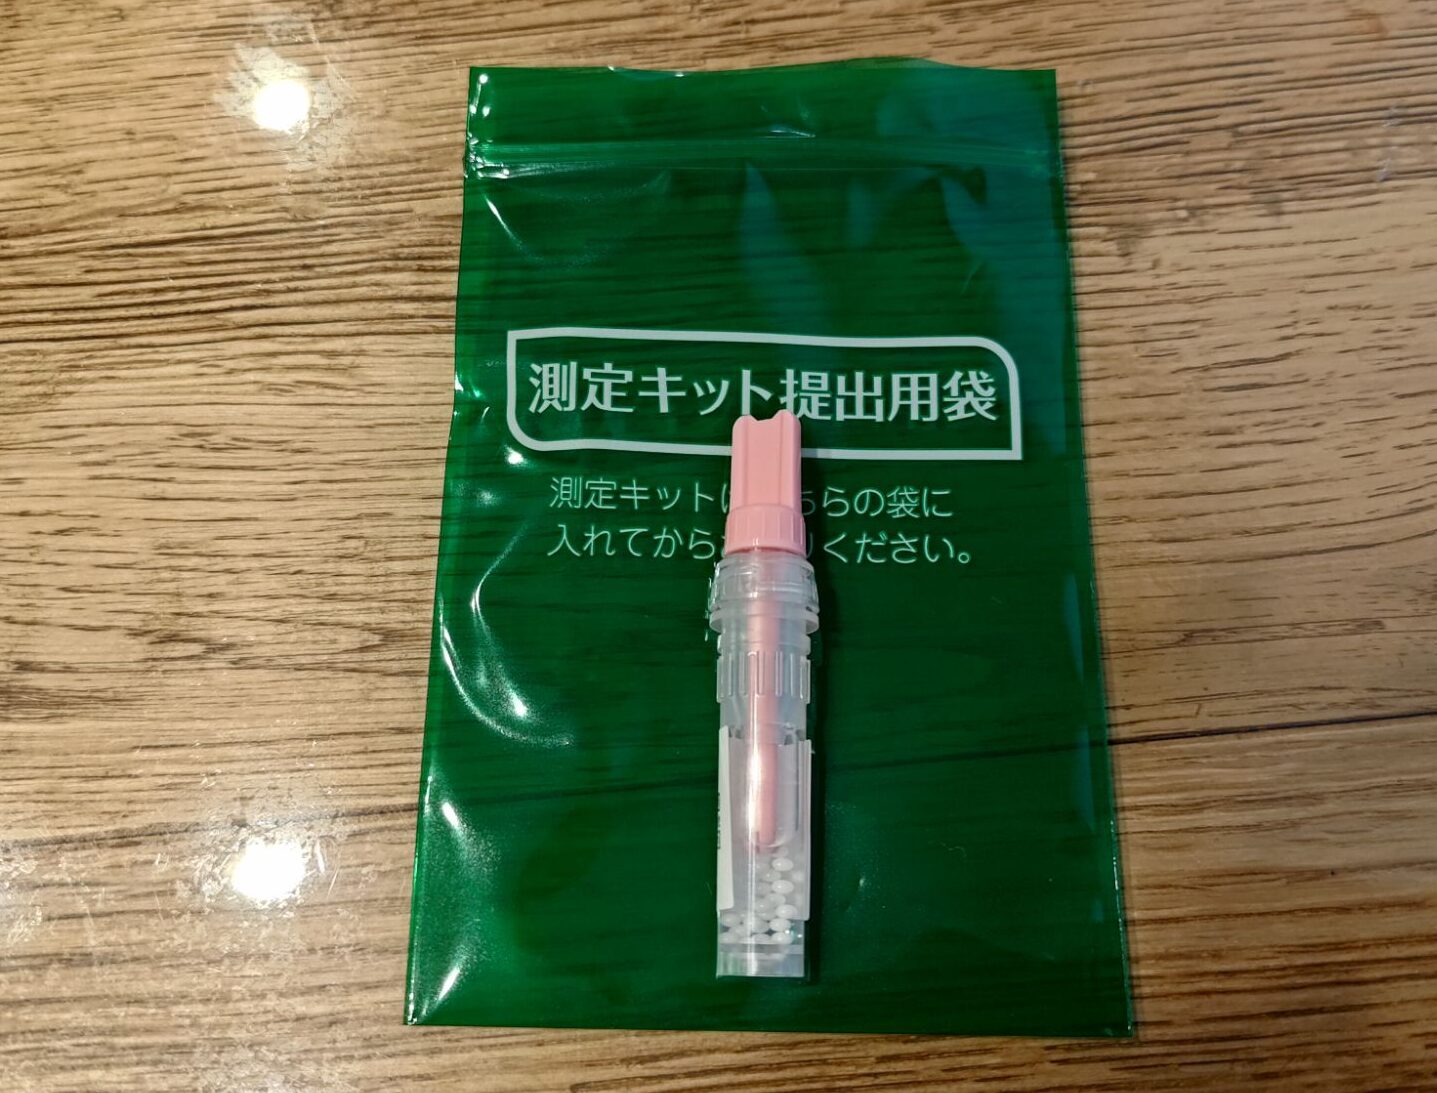 測定キット提出用袋
測定キットは ちらの袋に
入れてから りください。